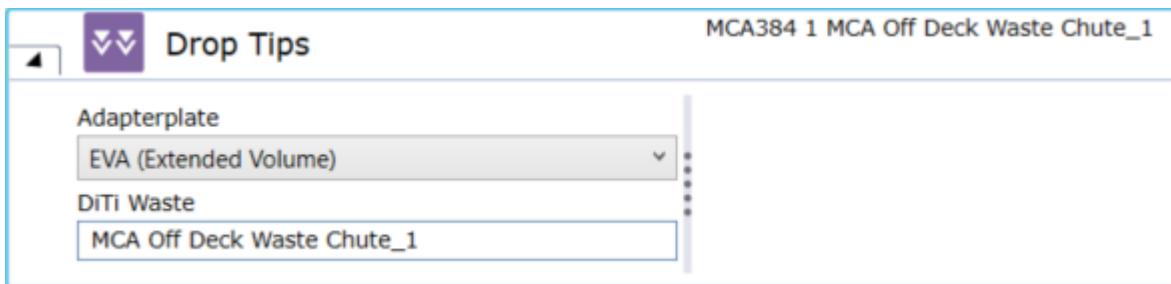 Drop Tips
MCA384 1 MCA Off Deck Waste Chute_1
Adapterplate
EVA (Extended Volume)
DiTi Waste
MCA Off Deck Waste Chute_1